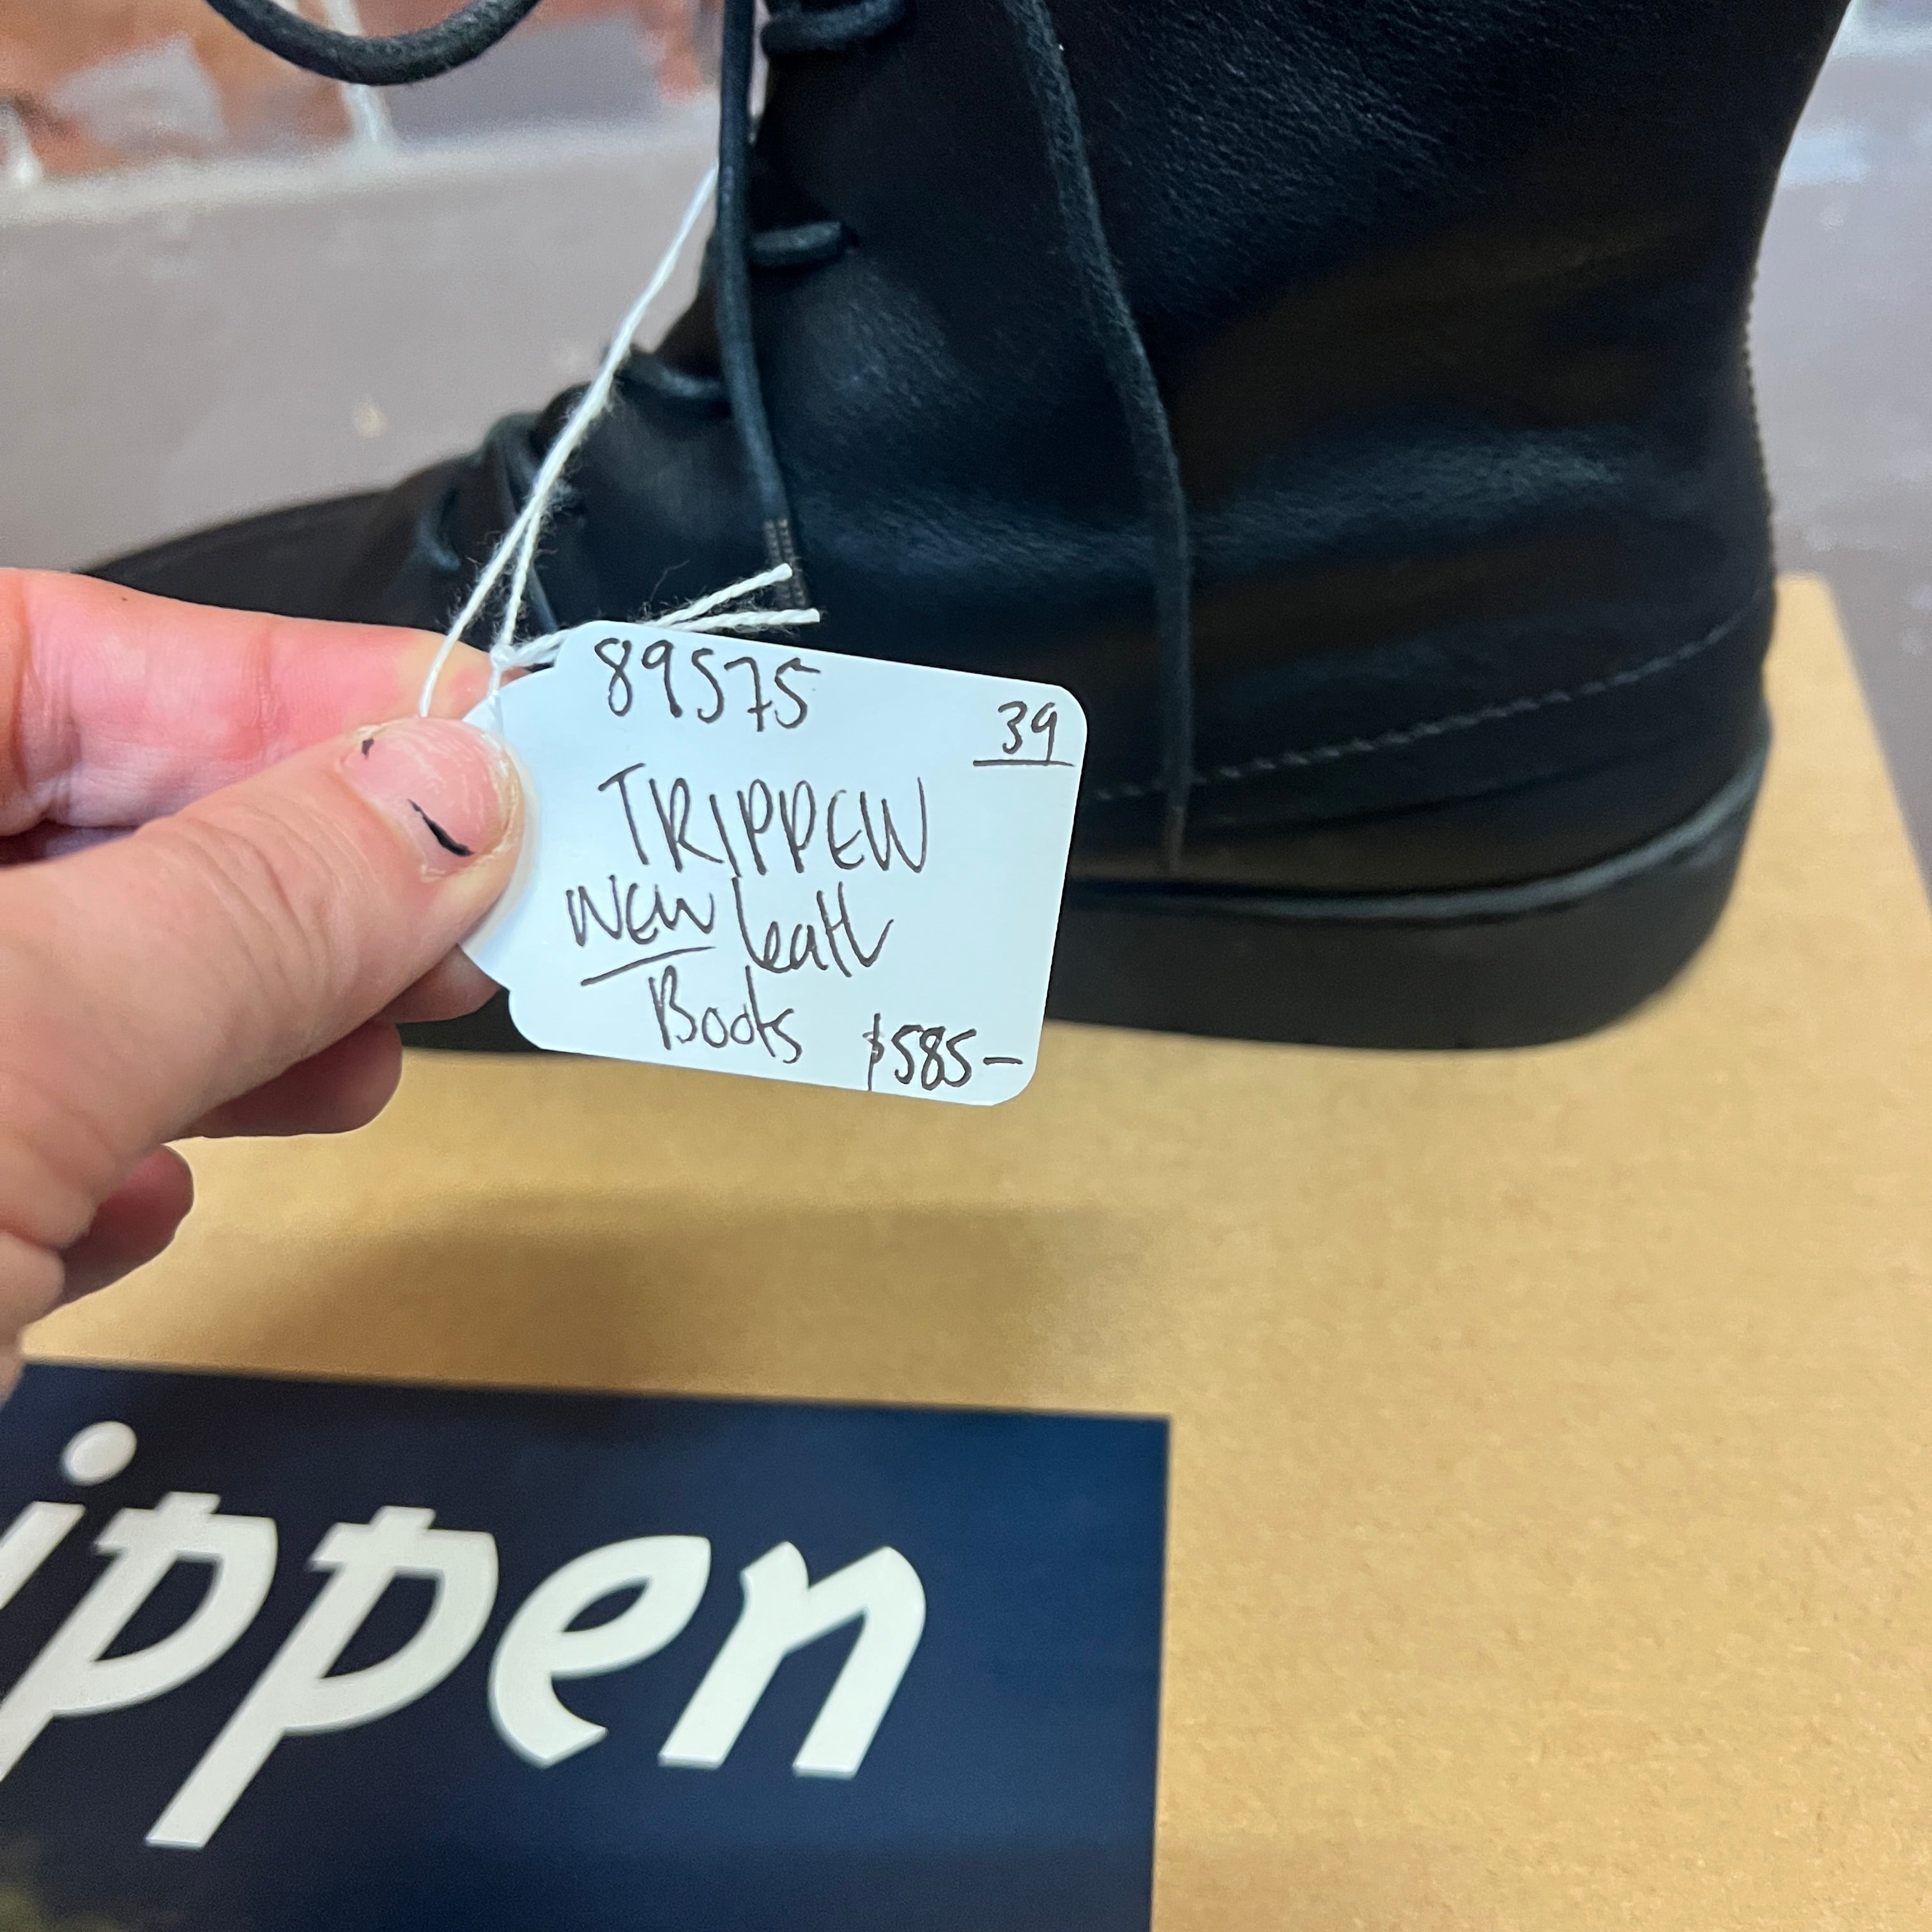 89575
39
TRIPPEN
NEW Leath
Boots
$585-
ippen